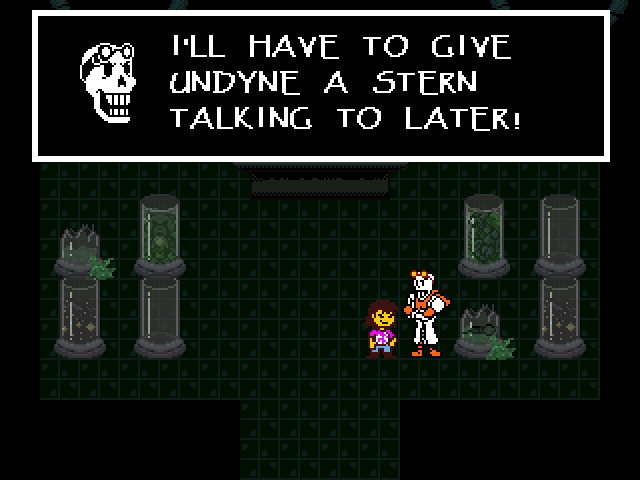 I'LL HAVE TO GIVE
UNDYNE A STERN
TALKING TO LATER!